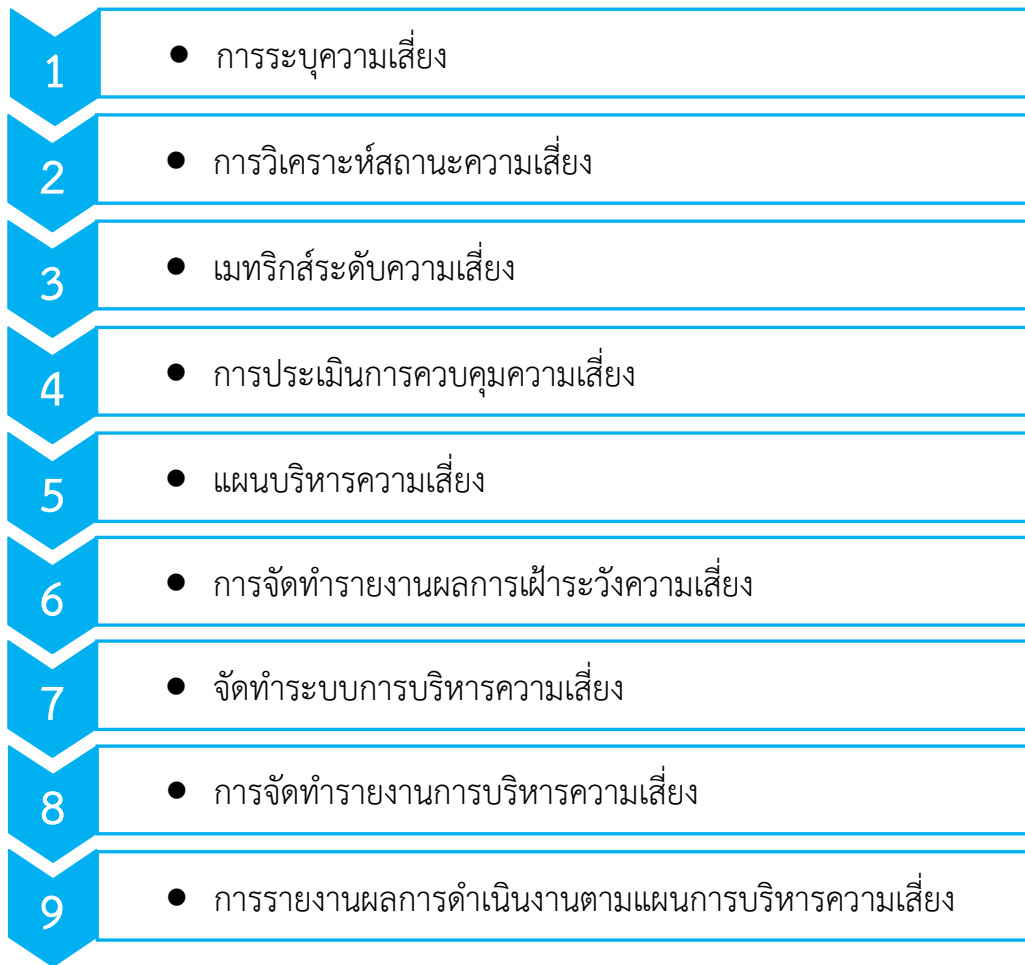 1 ● การระบุความเสี่ยง
2 ● การวิเคราะห์สถานะความเสี่ยง
3 ● เมทริกส์ระดับความเสี่ยง
4 ● การประเมินการควบคุมความเสี่ยง
5 ● แผนบริหารความเสี่ยง
6 ● การจัดทำรายงานผลการเฝ้าระวังความเสี่ยง
7 ● จัดทำระบบการบริหารความเสี่ยง
8 ● การจัดทำรายงานการบริหารความเสี่ยง
9 ● การรายงานผลการดำเนินงานตามแผนการบริหารความเสี่ยง